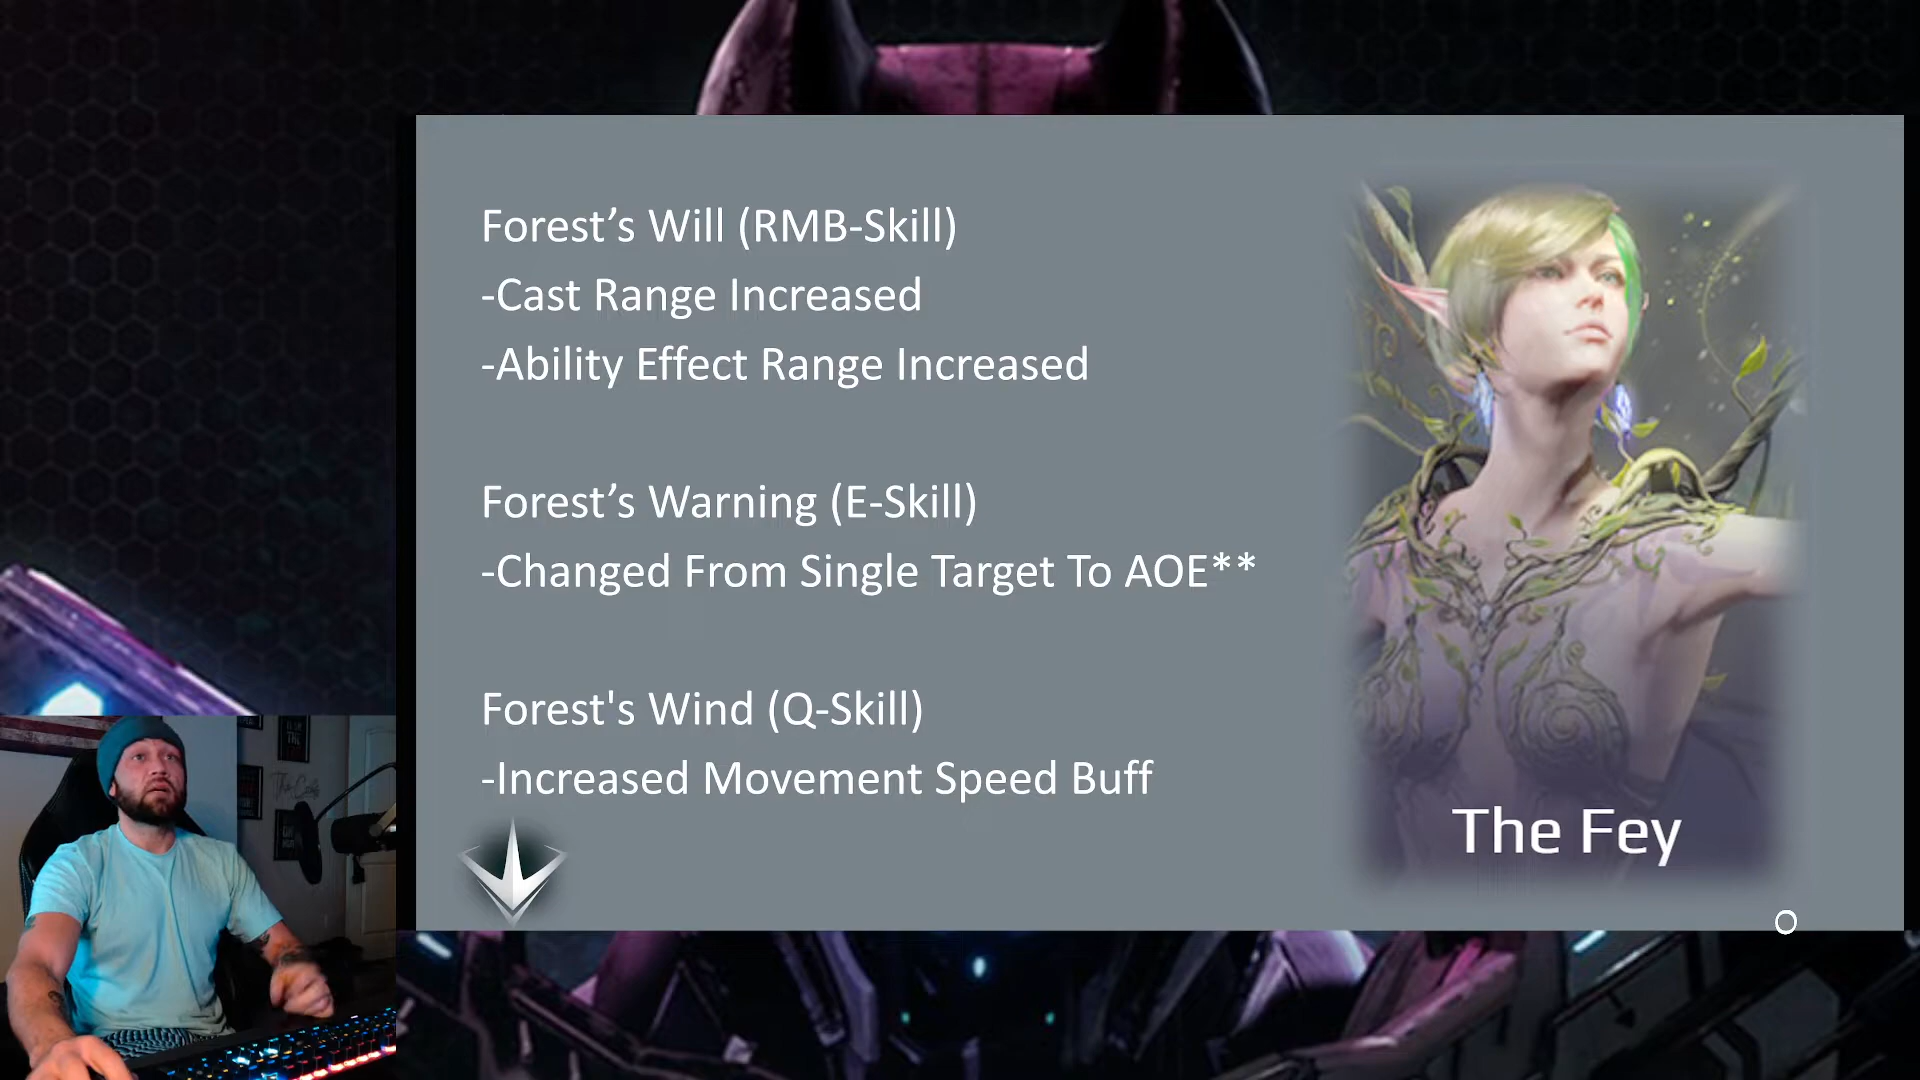 Forest’s Will (RMB-Skill)
-Cast Range Increased
-Ability Effect Range Increased
Forest’s Warning (E-Skill)
-Changed From Single Target To AOE**
Forest's Wind (Q-Skill)
-Increased Movement Speed Buff
The Fey